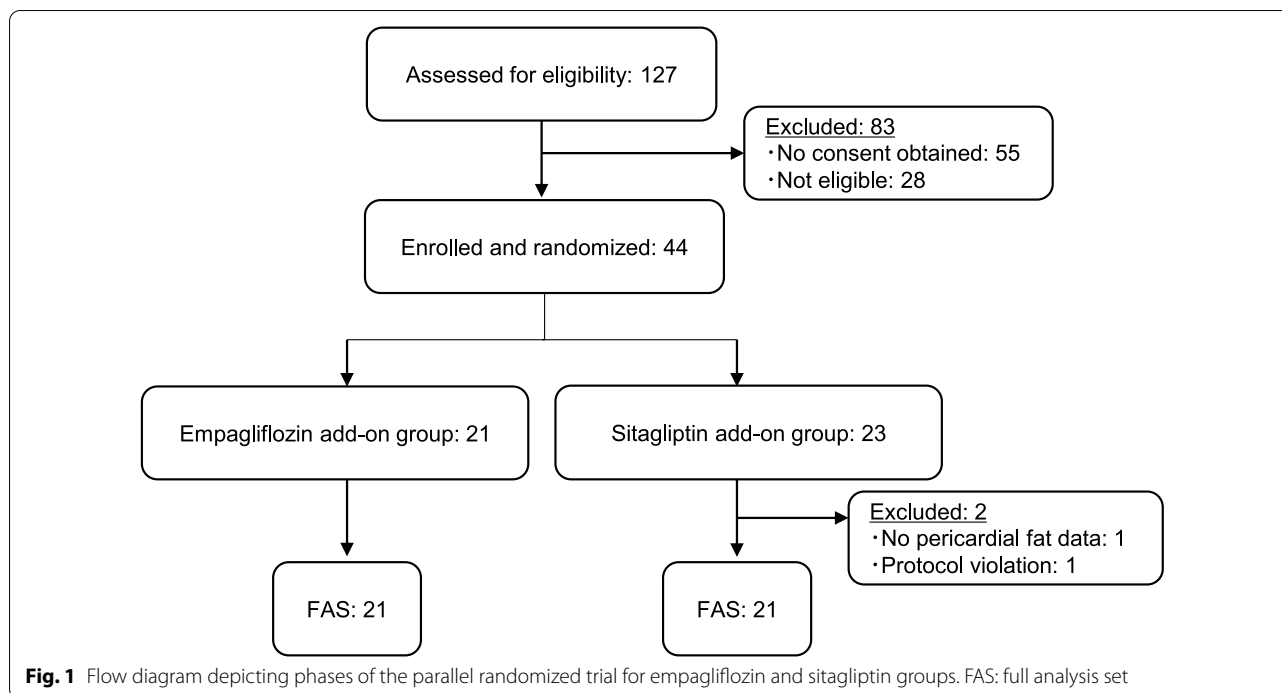 Assessed for eligibility: 127
Excluded: 83
・No consent obtained: 55
・Not eligible: 28
Enrolled and randomized: 44
Empagliflozin add-on group: 21
Sitagliptin add-on group: 23
Excluded: 2
・No pericardial fat data: 1
・Protocol violation: 1
FAS: 21
FAS: 21
Fig. 1 Flow diagram depicting phases of the parallel randomized trial for empagliflozin and sitagliptin groups. FAS: full analysis set